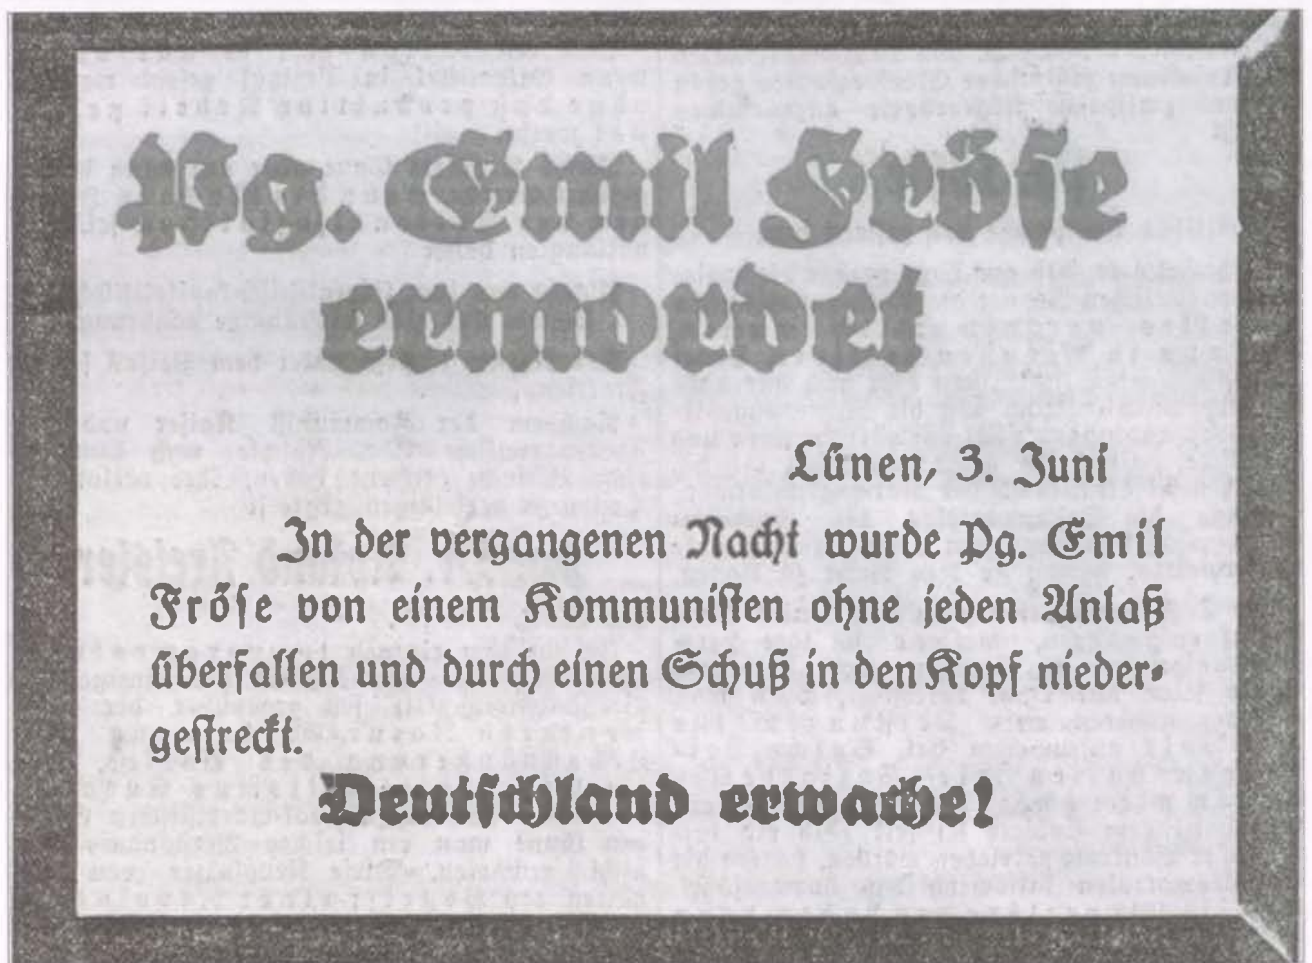 Pg. Emil Fröse
ermordet
Lünen, 3. Juni
In der vergangenen Nacht wurde Pg. Emil
Fröse von einem Kommunisten ohne jeden Anlaß
überfallen und durch einen Schuß in den Kopf nieder-
gestreckt.
Deutschland erwache!